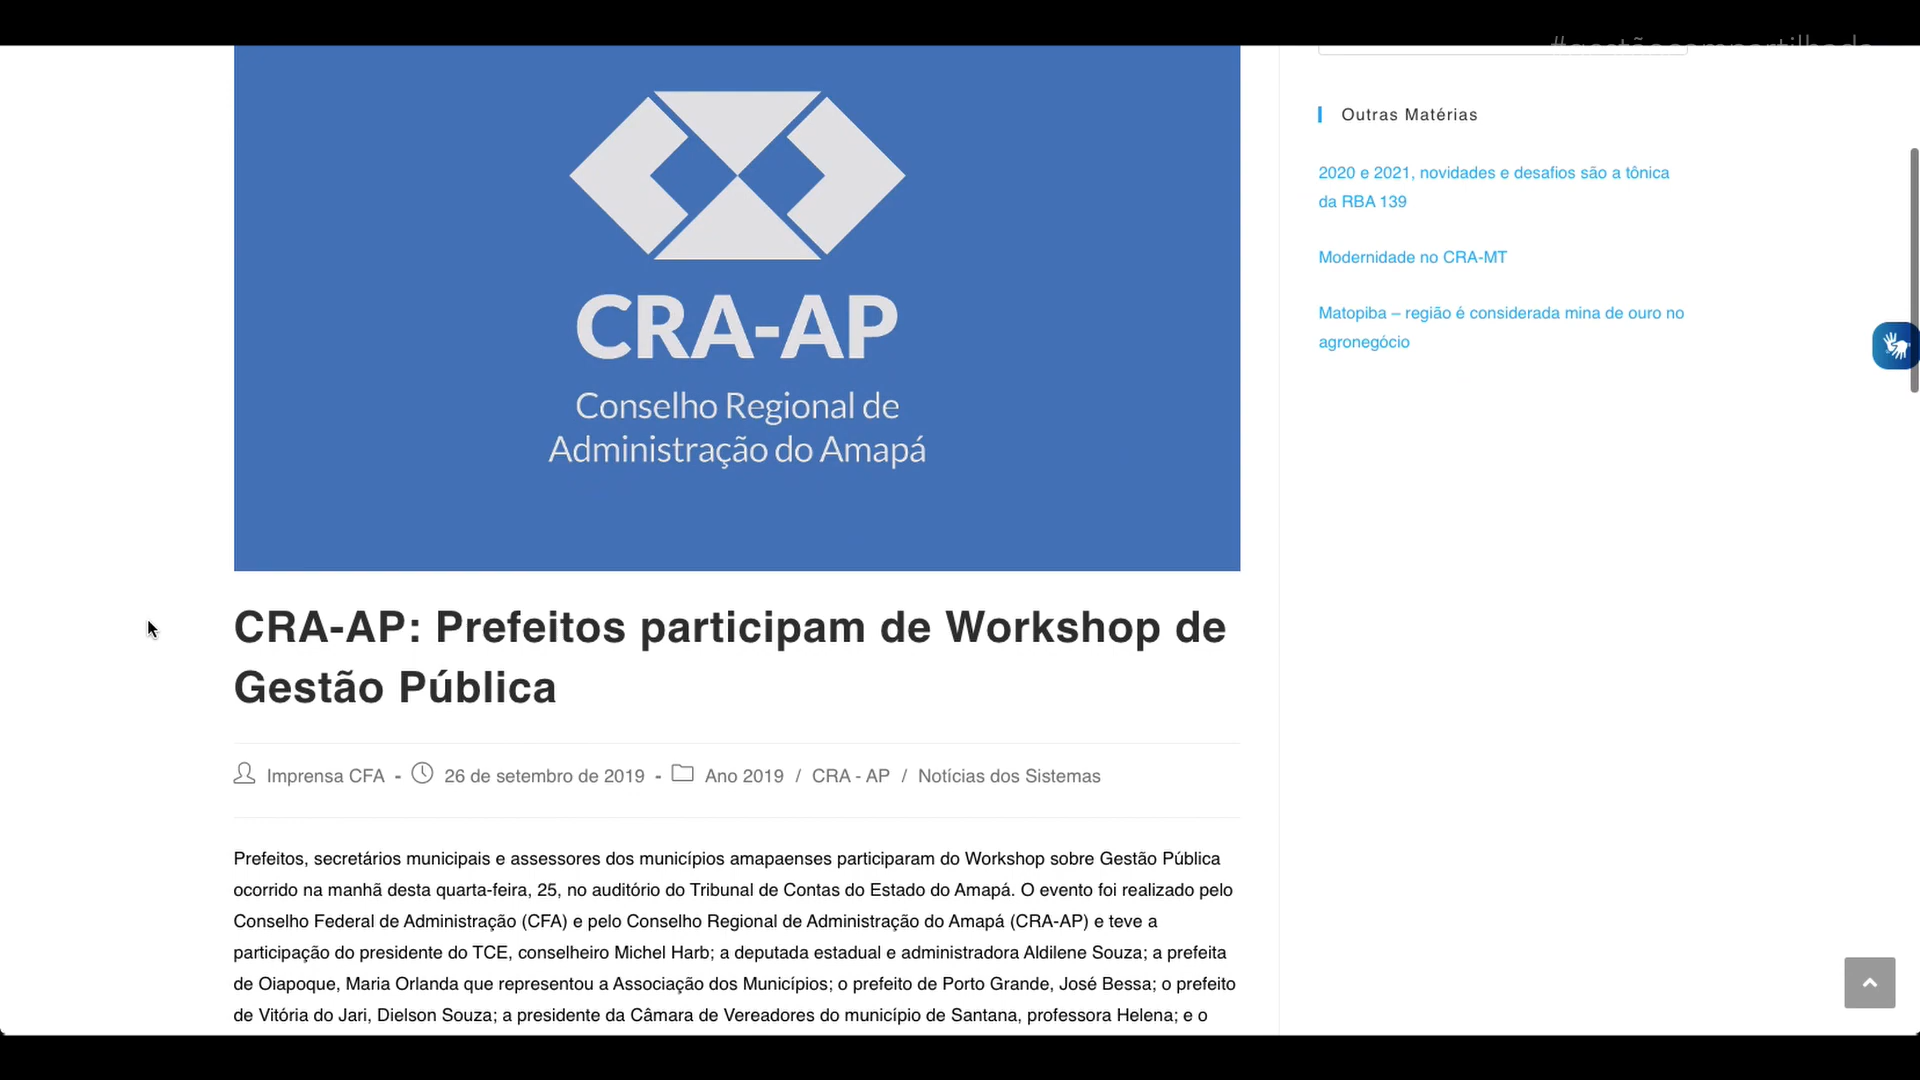 CRA-AP
Conselho Regional de
Administração do Amapá
CRA-AP: Prefeitos participam de Workshop de
Gestão Pública
Imprensa CFA - 26 de setembro de 2019 - Ano 2019 / CRA - AP / Notícias dos Sistemas
Prefeitos, secretários municipais e assessores dos municípios amapaenses participaram do Workshop sobre Gestão Pública
ocorrido na manhã desta quarta-feira, 25, no auditório do Tribunal de Contas do Estado do Amapá. O evento foi realizado pelo
Conselho Federal de Administração (CFA) e pelo Conselho Regional de Administração do Amapá (CRA-AP) e teve a
participação do presidente do TCE, conselheiro Michel Harb; a deputada estadual e administradora Aldilene Souza; a prefeita
de Oiapoque, Maria Orlanda que representou a Associação dos Municípios; o prefeito de Porto Grande, José Bessa; o prefeito
de Vitória do Jari, Dielson Souza; a presidente da Câmara de Vereadores do município de Santana, professora Helena; e o
#gestãocompartilhada
Outras Matérias
2020 e 2021, novidades e desafios são a tônica
da RBA 139
Modernidade no CRA-MT
Matopiba – região é considerada mina de ouro no
agronegócio